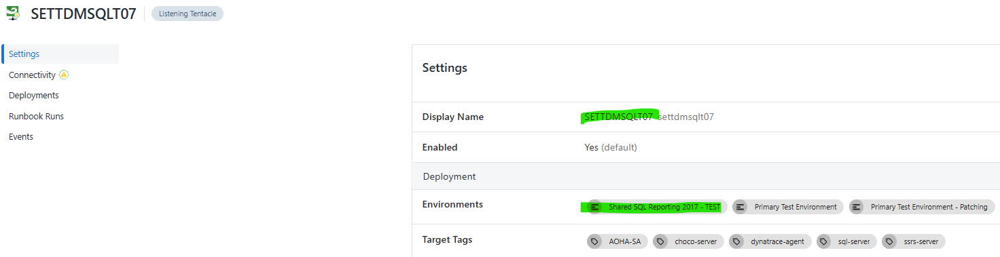 SETTDMSQLT07 Listening Tentacle
Settings
Connectivity
Deployments
Runbook Runs
Events
Settings
Display Name SETTDMSQLT07 settdmsqlt07
Enabled Yes (default)
Deployment
Environments Shared SQL Reporting 2017 - TEST Primary Test Environment Primary Test Environment - Patching
Target Tags AOHA-SA choco-server dynatrace-agent sql-server ssrs-server